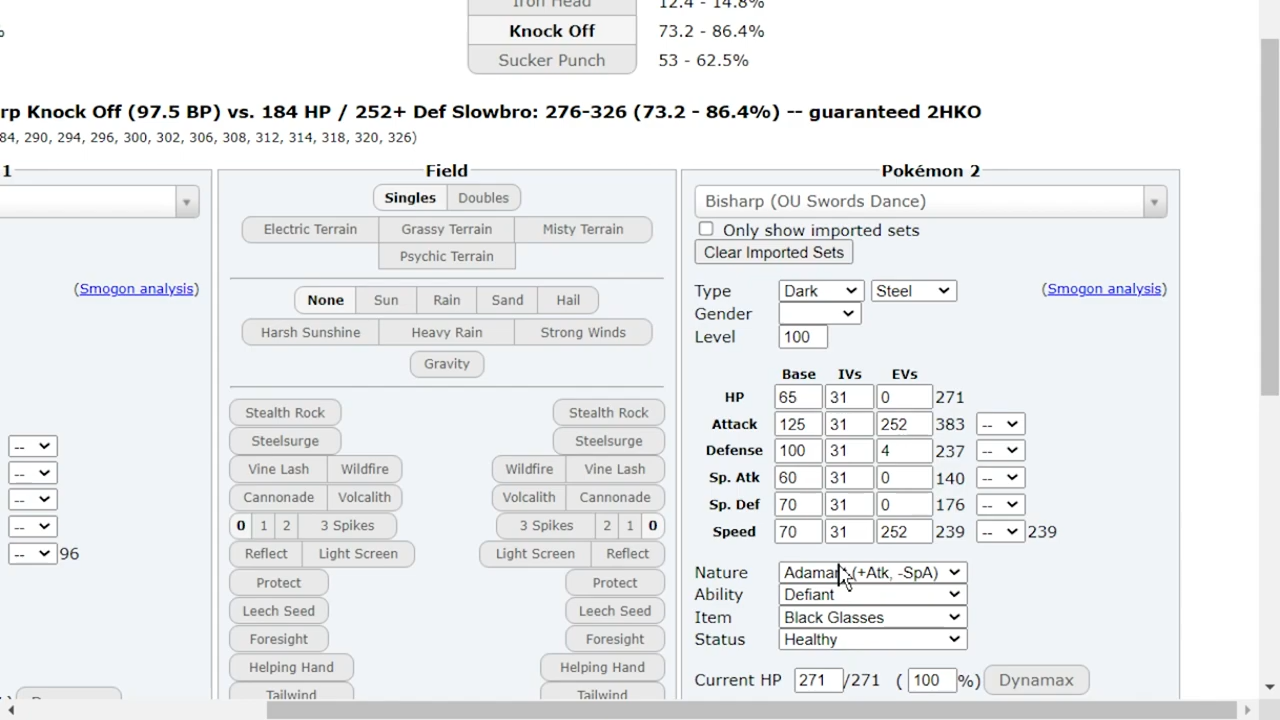 Iron Head 12.4 - 14.8%
% Knock Off 73.2 - 86.4%
Sucker Punch 53 - 62.5%
rp Knock Off (97.5 BP) vs. 184 HP / 252+ Def Slowbro: 276-326 (73.2 - 86.4%) -- guaranteed 2HKO
84, 290, 294, 296, 300, 302, 306, 308, 312, 314, 318, 320, 326)
1 Field Pokémon 2
Singles Doubles Bisharp (OU Swords Dance)
Electric Terrain Grassy Terrain Misty Terrain Only show imported sets
Psychic Terrain Clear Imported Sets
(Smogon analysis) None Sun Rain Sand Hail Type Dark Steel (Smogon analysis)
Gender
Harsh Sunshine Heavy Rain Strong Winds Level 100
Gravity
Base IVs EVs
HP 65 31 0 271
Stealth Rock Stealth Rock Attack 125 31 252 383 --
-- Steelsurge Steelsurge Defense 100 31 4 237 --
-- Vine Lash Wildfire Wildfire Vine Lash Sp. Atk 60 31 0 140 --
-- Cannonade Volcalith Volcalith Cannonade Sp. Def 70 31 0 176 --
-- 0 1 2 3 Spikes 3 Spikes 2 1 0 Speed 70 31 252 239 -- 239
-- 96 Reflect Light Screen Light Screen Reflect
Protect Protect Nature Adamant (+Atk, -SpA)
Leech Seed Leech Seed Ability Defiant
Foresight Foresight Item Black Glasses
Status Healthy
Helping Hand Helping Hand
Tailwind Tailwind Current HP 271 /271 ( 100 %) Dynamax